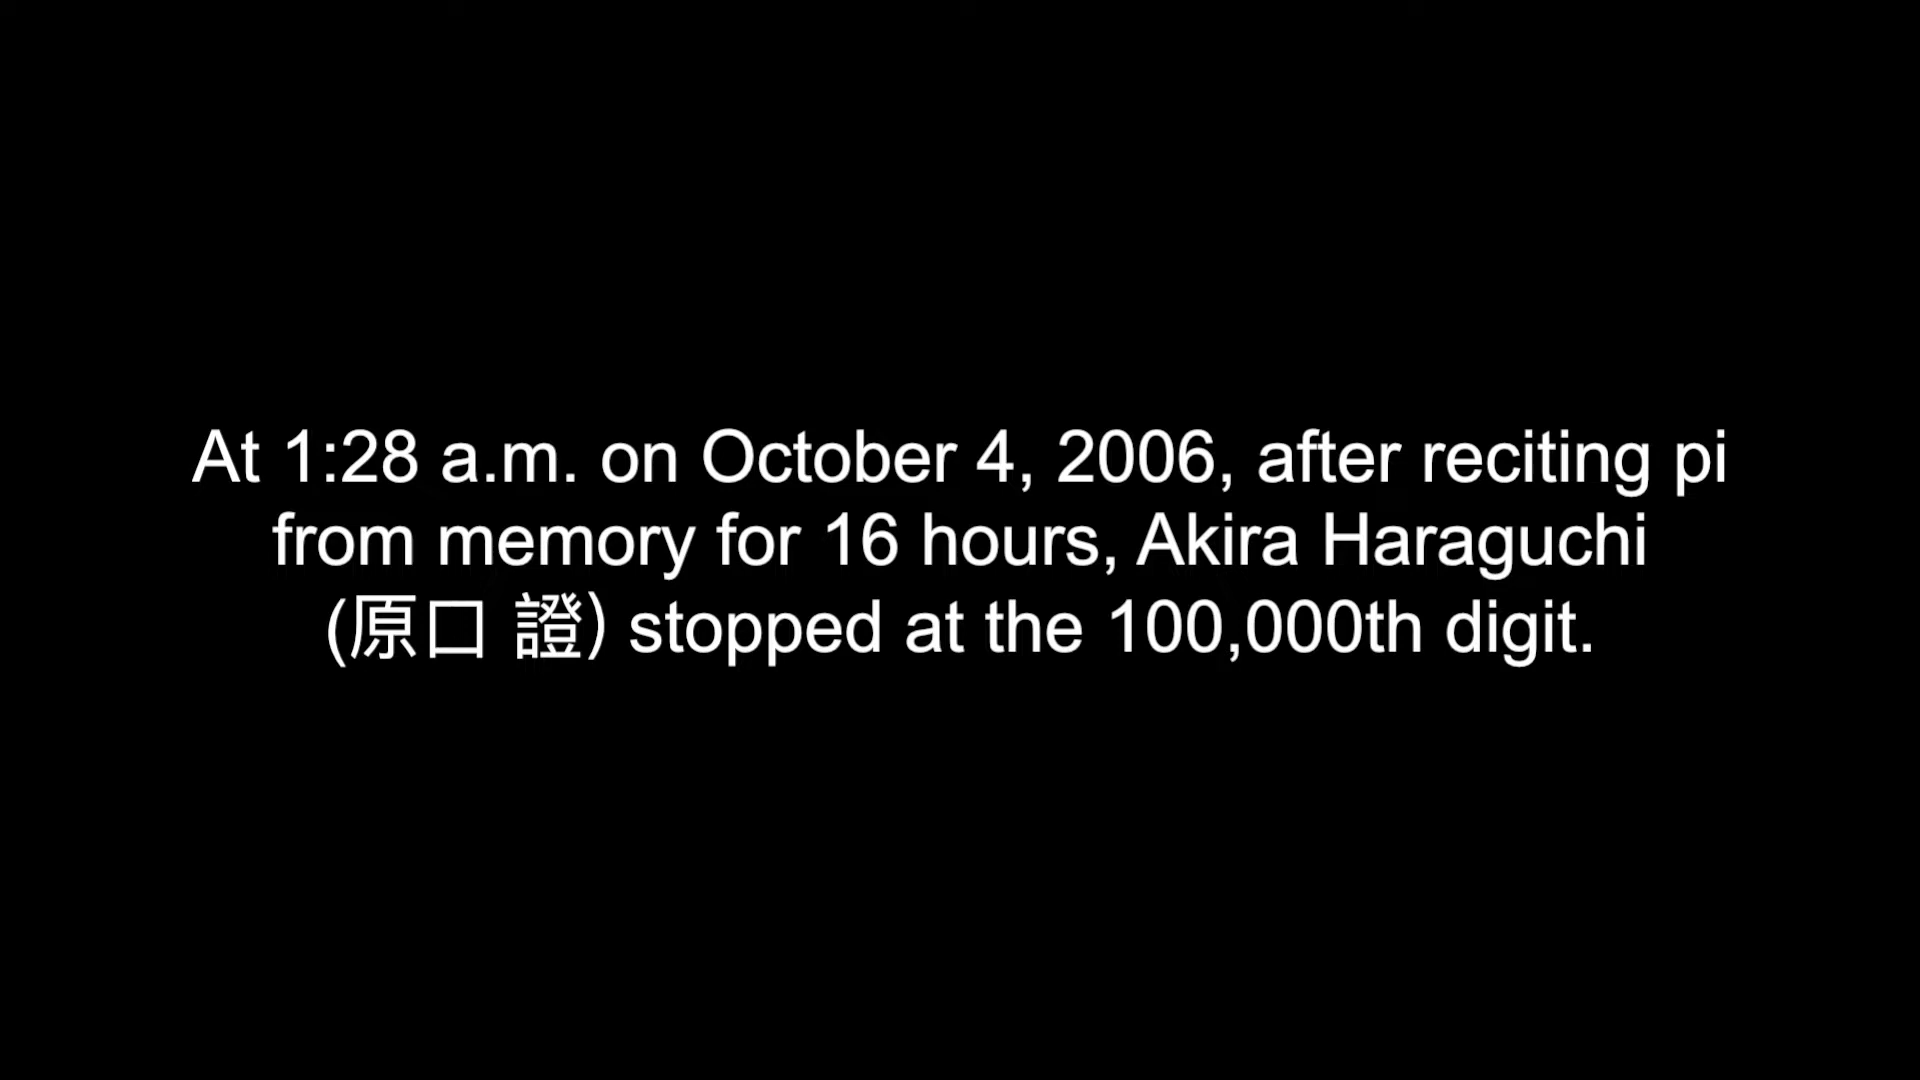 At 1:28 a.m. on October 4, 2006, after reciting pi
from memory for 16 hours, Akira Haraguchi
(原口 證) stopped at the 100,000th digit.